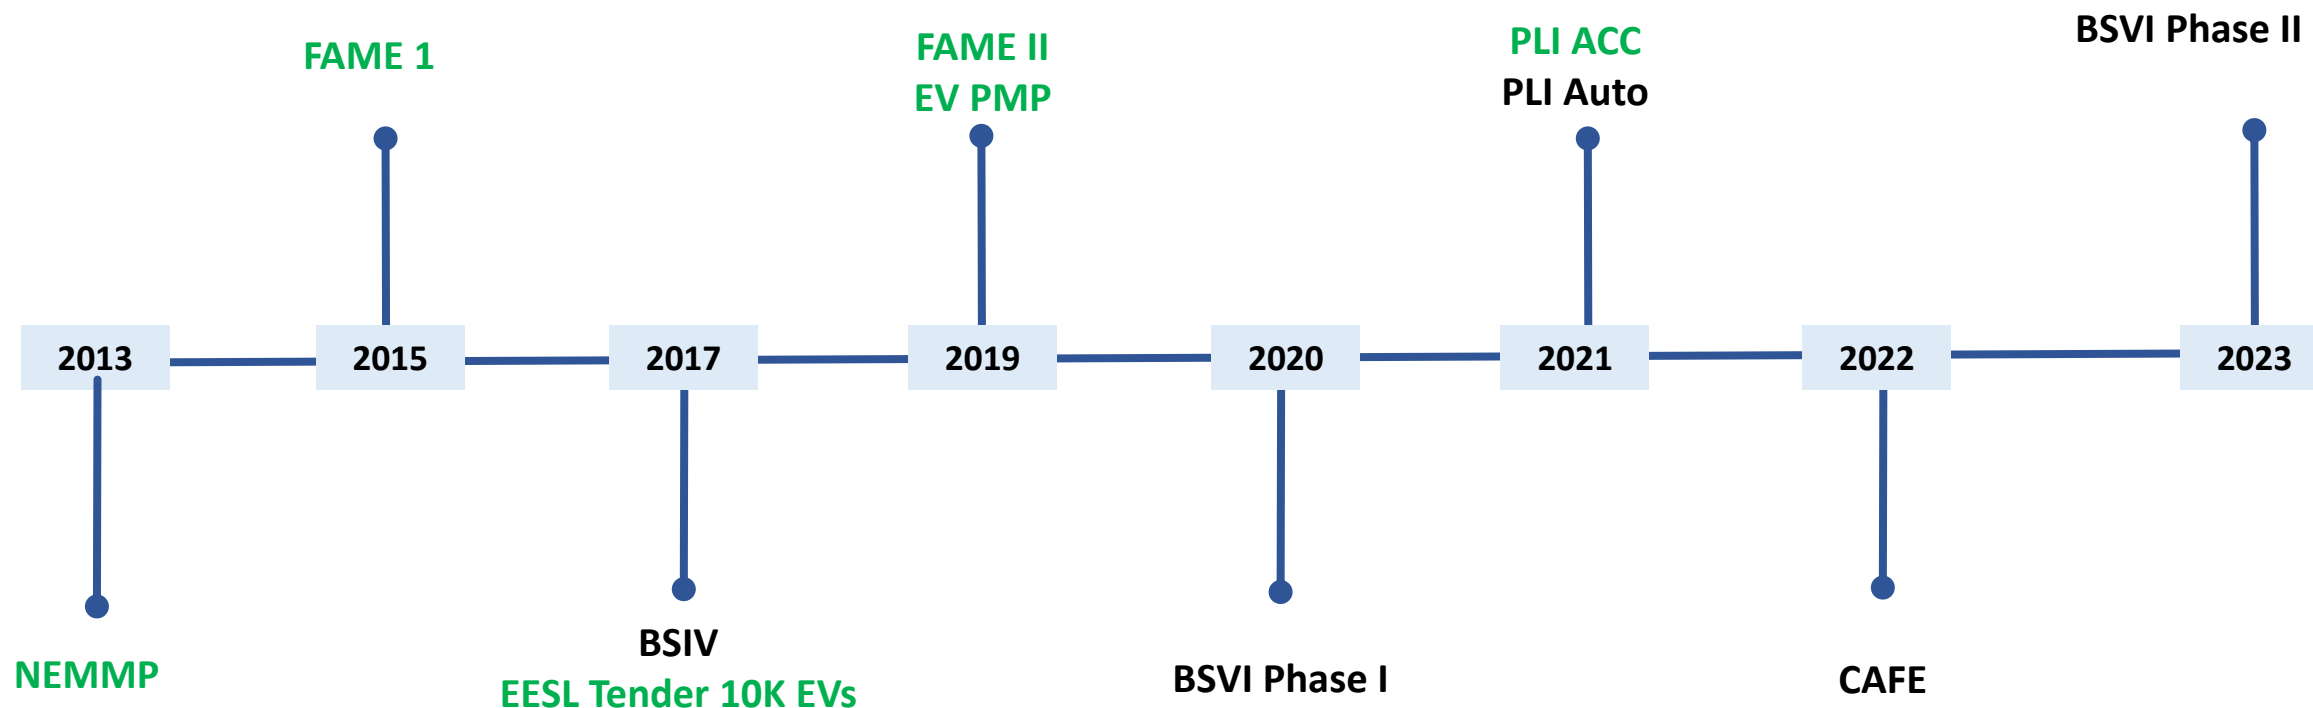 FAME 1
FAME II
EV PMP
PLI ACC
PLI Auto
BSVI Phase II
2013
2015
2017
2019
2020
2021
2022
2023
NEMMP
BSIV
EESL Tender 10K EVs
BSVI Phase I
CAFE